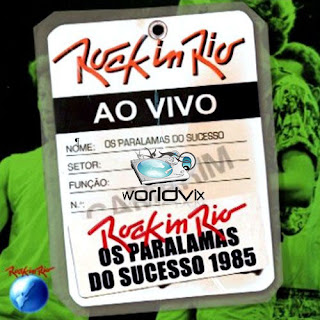 Rock in Rio
AO VIVO
NOME: OS PARALAMAS DO SUCESSO
SETOR:
FUNÇÃO:
CAMARIM
worldvix
N.:
Rock in Rio
OS PARALAMAS
DO SUCESSO 1985
Rock in Rio